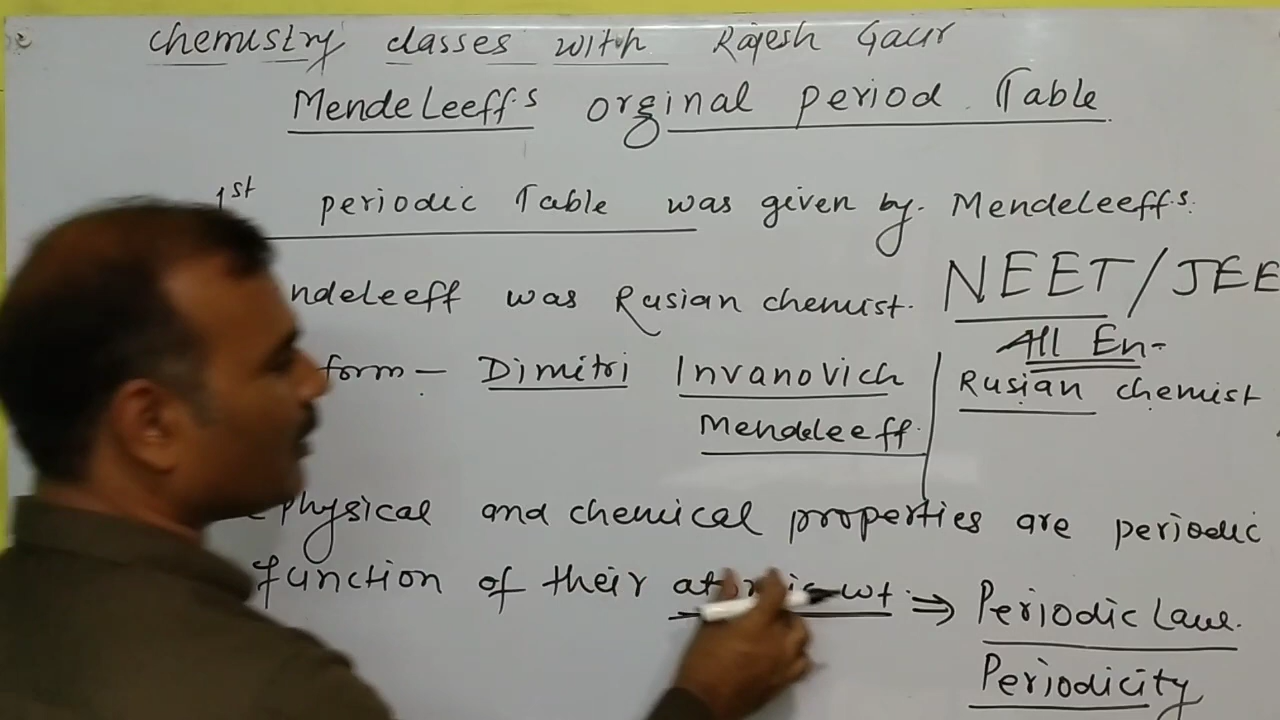 chemistry classes with Rajesh Gaur
MendeLeeff's orginal period Table
1st periodic Table was given by. Mendeleeff's.
ndeleeff was Rusian chemist.
NEET/JEE
All En-
form - Dimitri Invanovich
Mendeleeff.
Rusian chemist
physical and chemical properties are periodic
function of their wt. ⇒ Periodic Law.
Periodicity